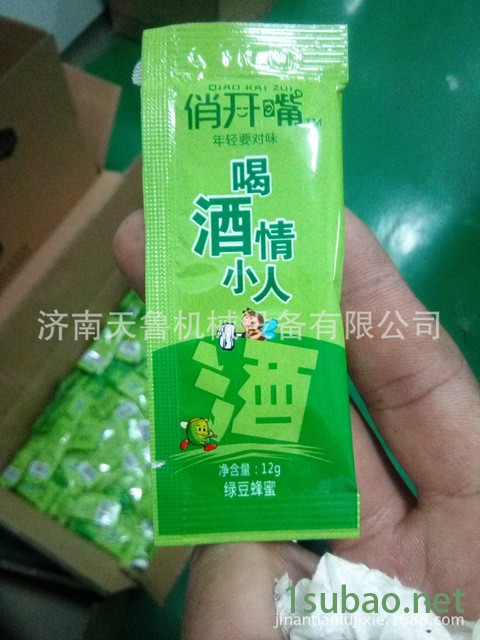 QIAO KAI ZUI
俏开嘴TM
年轻要对味
喝
酒情
小人
济南天鲁机械设备有限公司
酒
净含量:12g
绿豆蜂蜜
1subao.net
jinantianlujixie.1688.com